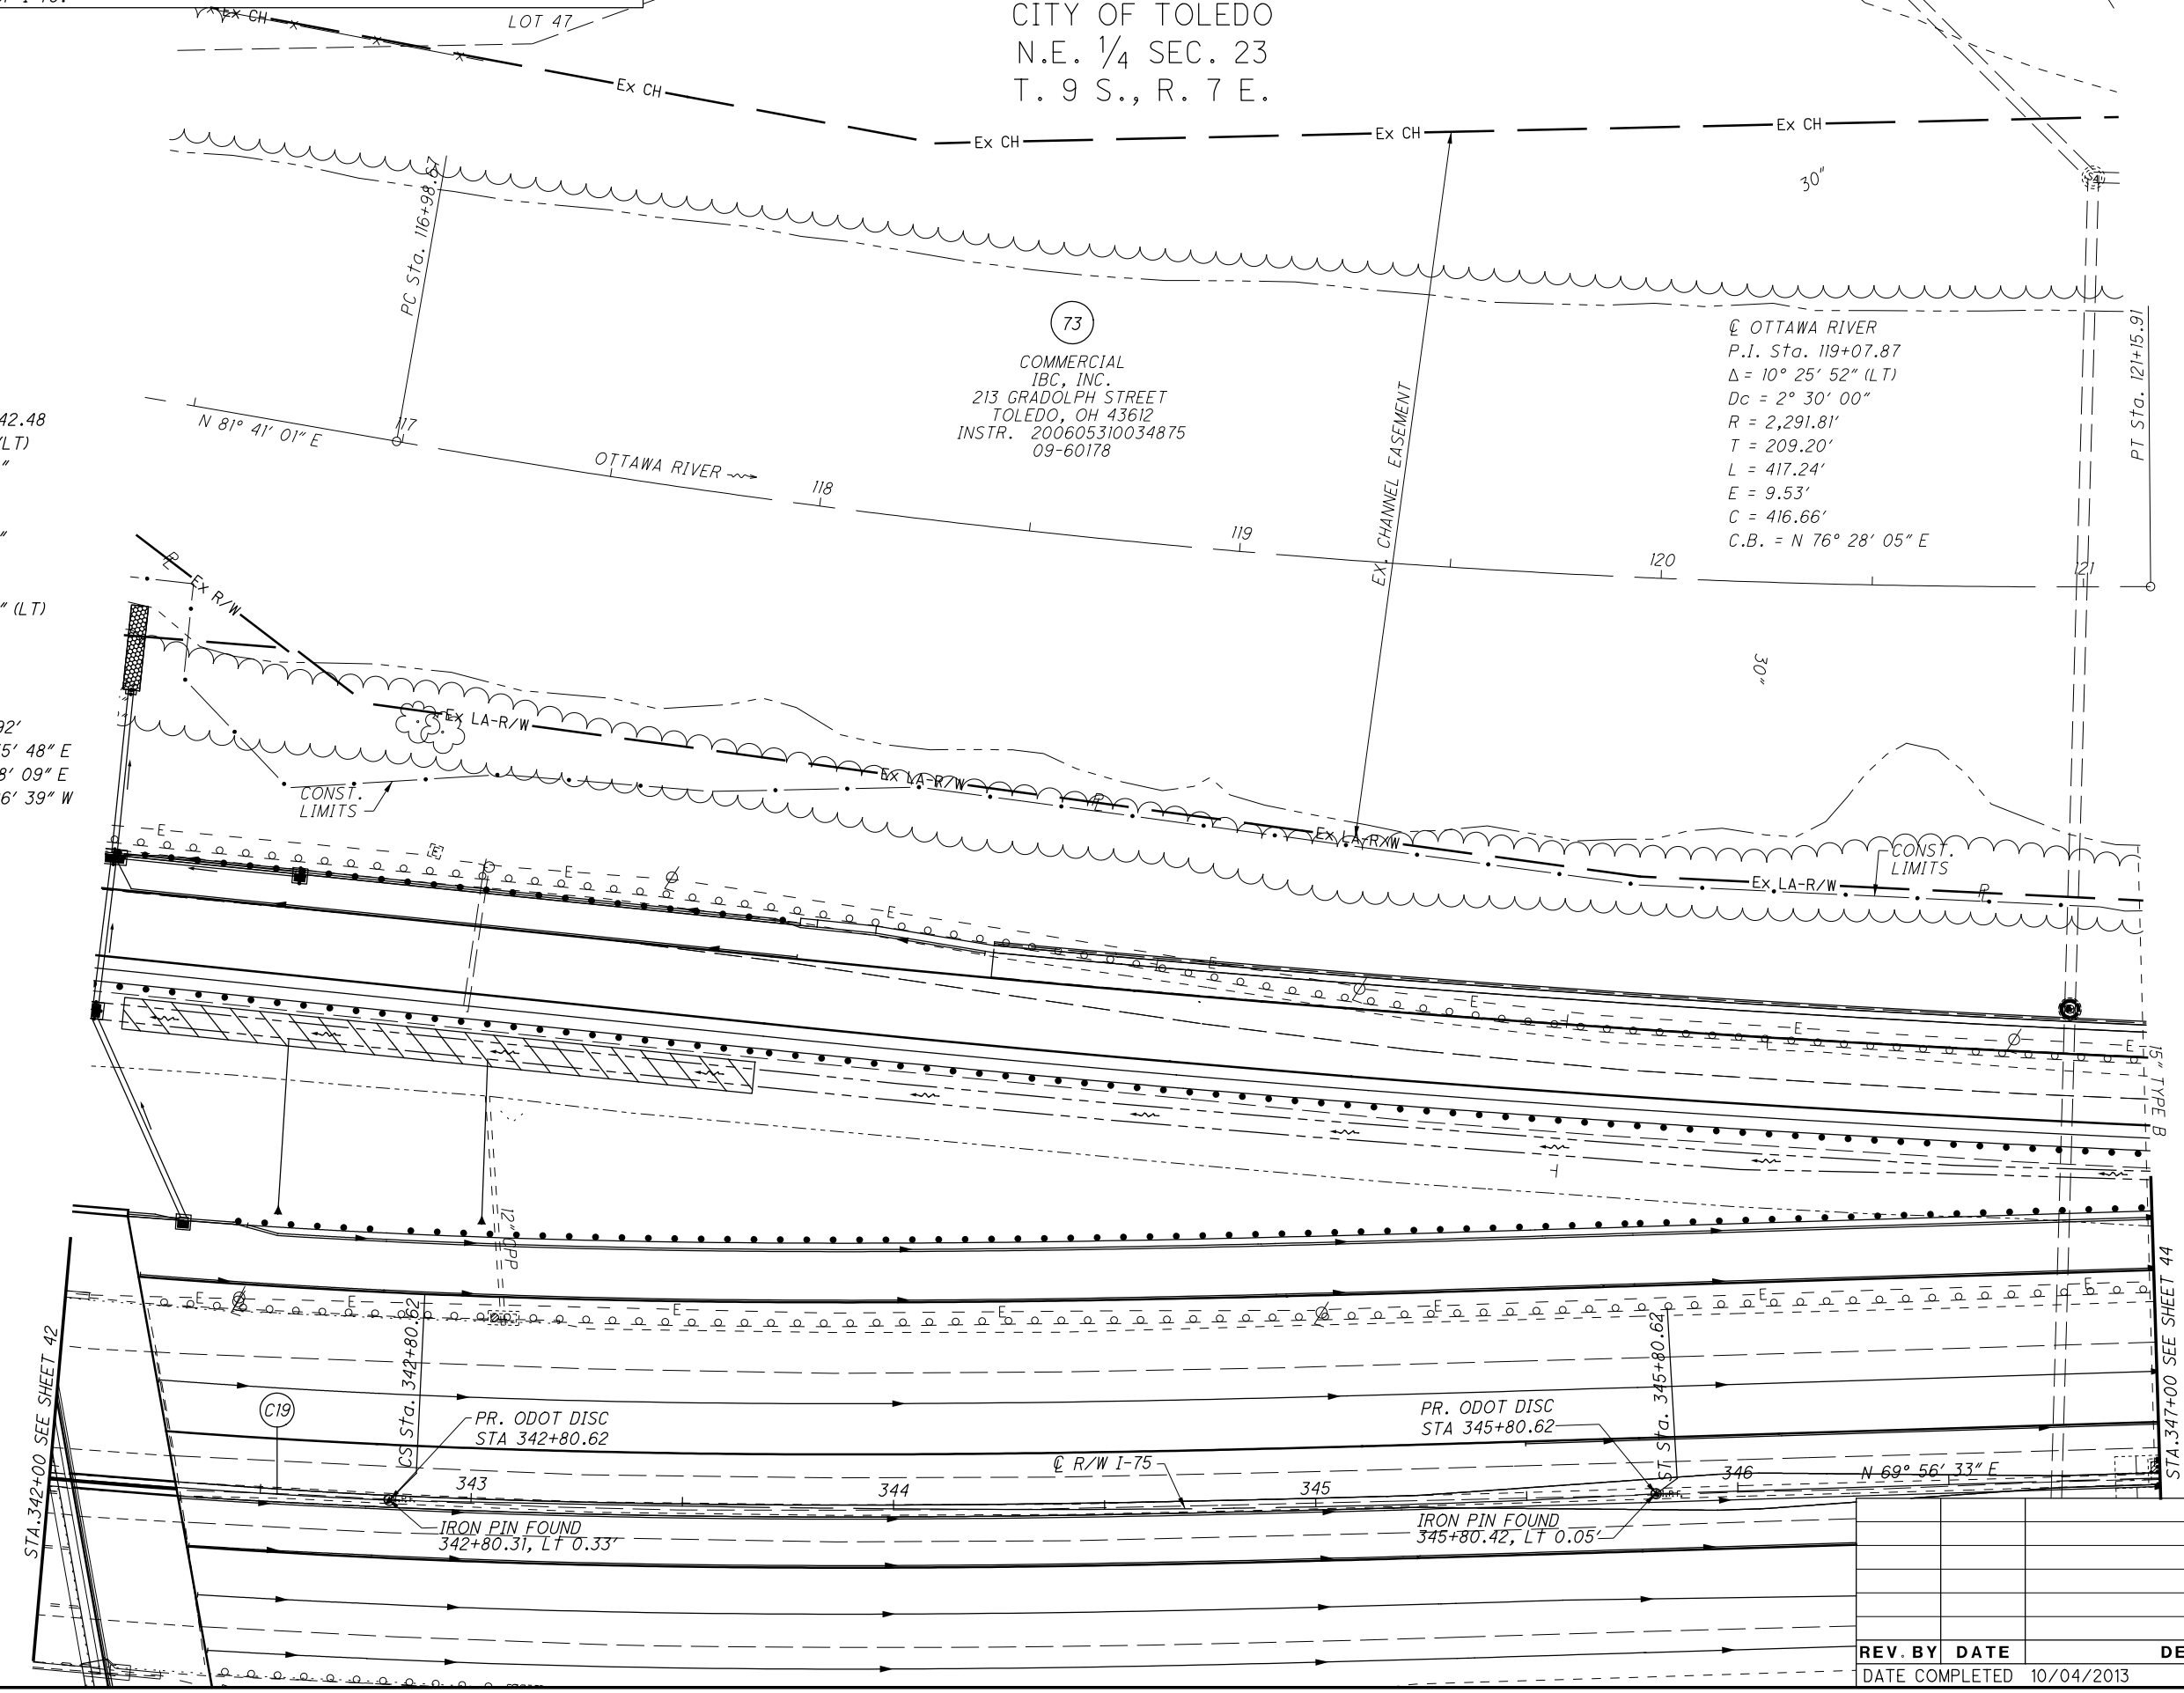 LOT 47
CITY OF TOLEDO
N.E. 1/4 SEC. 23
T. 9 S., R. 7 E.
Ex CH
Ex CH
Ex CH
Ex CH
Ex CH
30"
PC Sta. 116+98.67
73
COMMERCIAL
IBC, INC.
213 GRADOLPH STREET
TOLEDO, OH 43612
INSTR. 200605310034875
09-60178
℄ OTTAWA RIVER
P.I. Sta. 119+07.87
Δ = 10° 25' 52" (LT)
Dc = 2° 30' 00"
R = 2,291.81'
T = 209.20'
L = 417.24'
E = 9.53'
C = 416.66'
C.B. = N 76° 28' 05" E
PT Sta. 121+15.91
EX. CHANNEL EASEMENT
42.48
(LT)
"
"
" (LT)
92'
5' 48" E
8' 09" E
6' 39" W
N 81° 41' 01" E
117
OTTAWA RIVER
118
119
120
121
30"
Ex R/W
Ex LA-R/W
Ex LA-R/W
Ex LA-R/W
Ex LA-R/W
CONST.
LIMITS
CONST.
LIMITS
E
E
E
E
E
E
E
E
15" TYPE B
12" CPP
E
E
E
E
E
E
E
STA.342+00 SEE SHEET 42
STA.347+00 SEE SHEET 44
C19
CS Sta. 342+80.62
PR. ODOT DISC
STA 342+80.62
PR. ODOT DISC
STA 345+80.62
ST Sta. 345+80.62
℄ R/W I-75
343
344
345
346
N 69° 56' 33" E
IRON PIN FOUND
342+80.31, Lt 0.33'
IRON PIN FOUND
345+80.42, Lt 0.05'
REV. BY DATE DE
DATE COMPLETED 10/04/2013